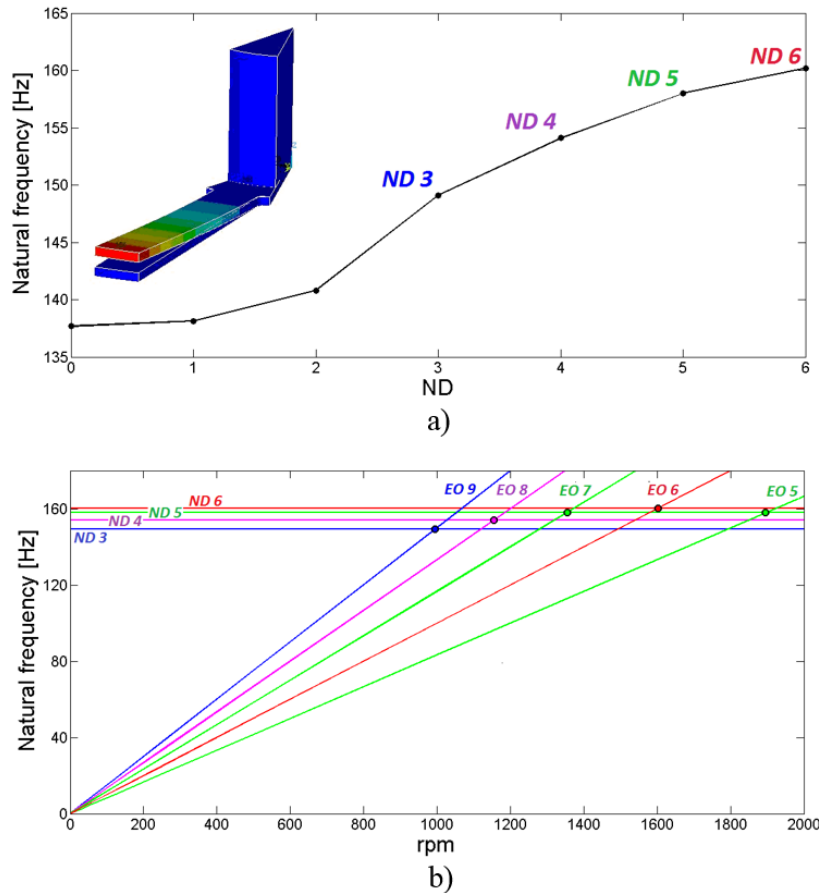 165
160
155
150
145
140
135
Natural frequency [Hz]
ND 3
ND 4
ND 5
ND 6
0 1 2 3 4 5 6
ND
a)
160
120
80
40
0
Natural frequency [Hz]
ND 6
ND 5
ND 4
ND 3
EO 9 EO 8 EO 7 EO 6 EO 5
0 200 400 600 800 1000 1200 1400 1600 1800 2000
rpm
b)